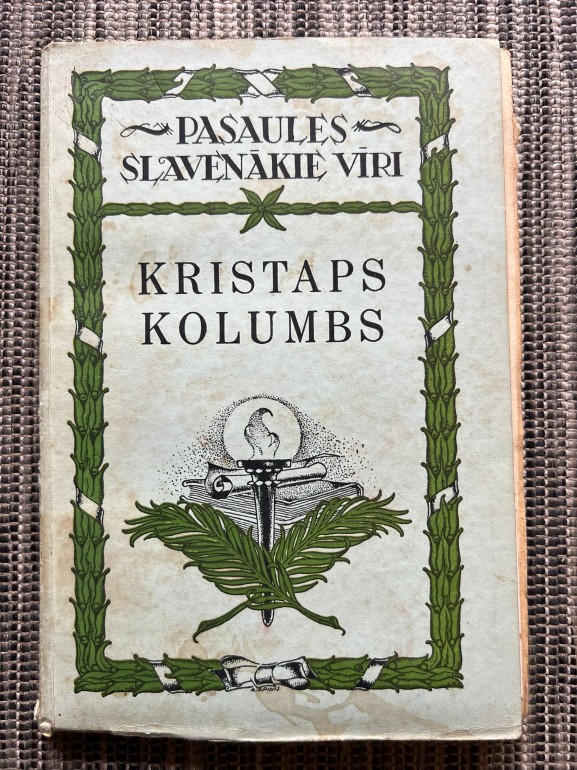 PASAULES
SLAVENĀKIE VĪRI
KRISTAPS
KOLUMBS